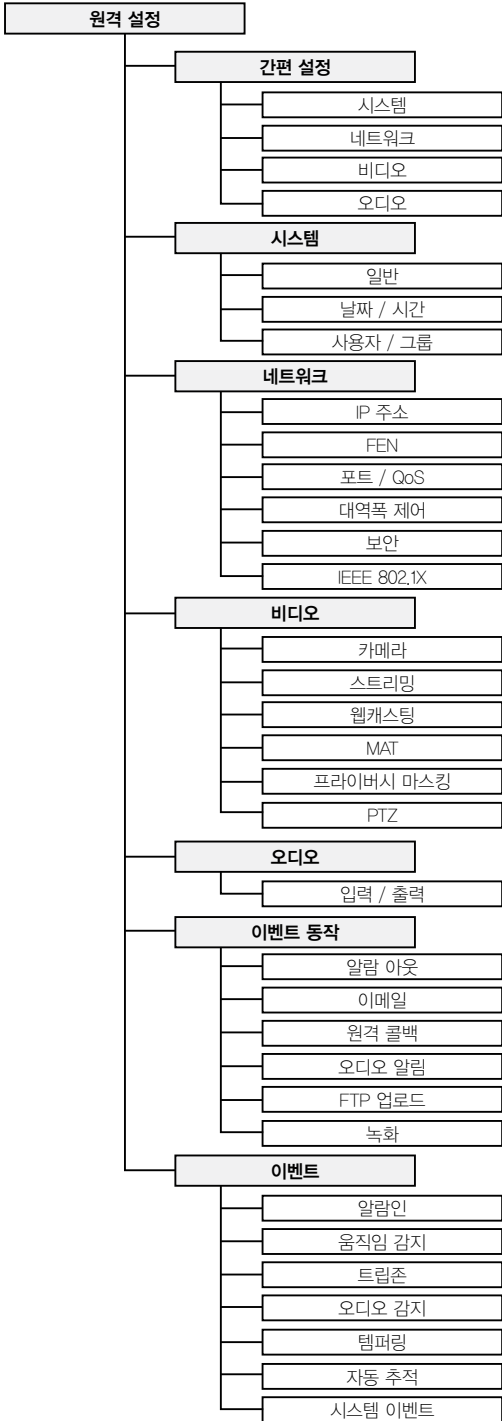 원격 설정
간편 설정
시스템
네트워크
비디오
오디오
시스템
일반
날짜 / 시간
사용자 / 그룹
네트워크
IP 주소
FEN
포트 / QoS
대역폭 제어
보안
IEEE 802.1X
비디오
카메라
스트리밍
웹캐스팅
MAT
프라이버시 마스킹
PTZ
오디오
입력 / 출력
이벤트 동작
알람 아웃
이메일
원격 콜백
오디오 알림
FTP 업로드
녹화
이벤트
알람인
움직임 감지
트립존
오디오 감지
템퍼링
자동 추적
시스템 이벤트